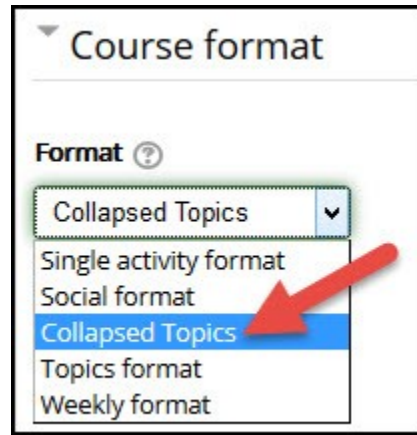 Course format
Format
Collapsed Topics
Single activity format
Social format
Collapsed Topics
Topics format
Weekly format